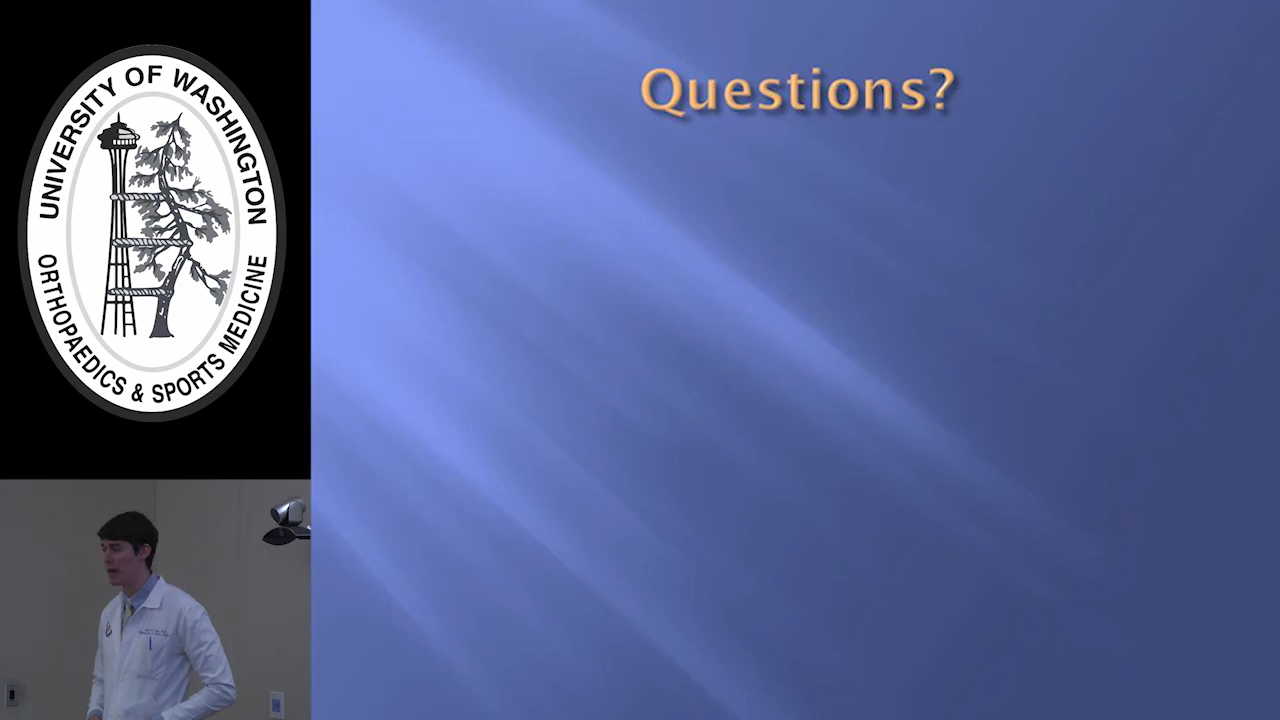 UNIVERSITY OF WASHINGTON
ORTHOPAEDICS & SPORTS MEDICINE
Questions?